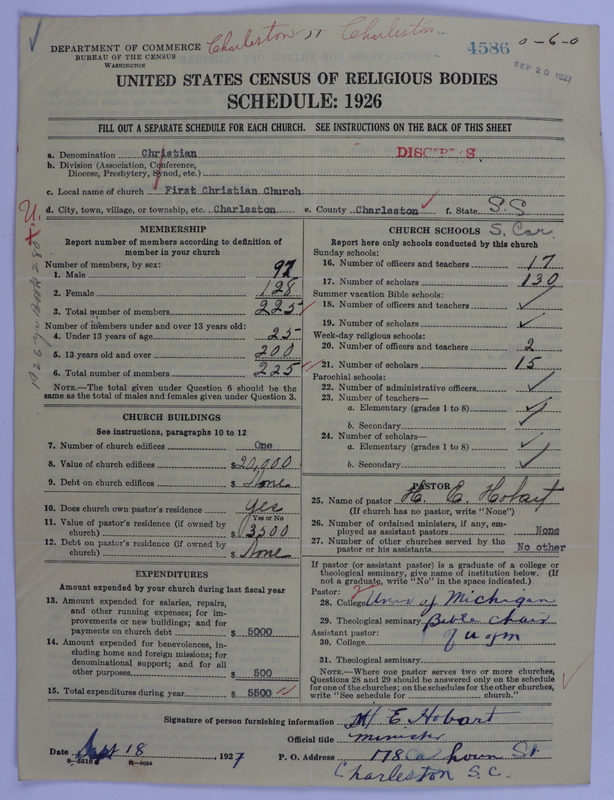 DEPARTMENT OF COMMERCE
BUREAU OF THE CENSUS
WASHINGTON
Charleston Charleston
4586 0-6-0
SEP 20 1927
UNITED STATES CENSUS OF RELIGIOUS BODIES
SCHEDULE: 1926
FILL OUT A SEPARATE SCHEDULE FOR EACH CHURCH. SEE INSTRUCTIONS ON THE BACK OF THIS SHEET
a. Denomination Christian
b. Division (Association, Conference,
Diocese, Presbytery, Synod, etc.)
c. Local name of church First Christian Church
d. City, town, village, or township, etc. Charleston e. County Charleston f. State S.C.
S. Car.
MEMBERSHIP
Report number of members according to definition of
member in your church
Number of members, by sex:
1. Male 97
2. Female 128
3. Total number of members 225
Number of members under and over 13 years old:
4. Under 13 years of age 25
5. 13 years old and over 200
6. Total number of members 225
NOTE.—The total given under Question 6 should be the
same as the total of males and females given under Question 3.
CHURCH BUILDINGS
See instructions, paragraphs 10 to 12
7. Number of church edifices One
8. Value of church edifices $20,000
9. Debt on church edifices $ None
10. Does church own pastor's residence? Yes
Yes or No
11. Value of pastor's residence (if owned by
church) $ 3500
12. Debt on pastor's residence (if owned by
church) $ None
EXPENDITURES
Amount expended by your church during last fiscal year
13. Amount expended for salaries, repairs,
and other running expenses; for im-
provements or new buildings; and for
payments on church debt $ 5000
14. Amount expended for benevolences, in-
cluding home and foreign missions; for
denominational support; and for all
other purposes $ 500
15. Total expenditures during year $ 5500
CHURCH SCHOOLS
Report here only schools conducted by this church
Sunday schools:
16. Number of officers and teachers 17
17. Number of scholars 130
Summer vacation Bible schools:
18. Number of officers and teachers ✓
19. Number of scholars ✓
Week-day religious schools:
20. Number of officers and teachers 2
21. Number of scholars 15
Parochial schools:
22. Number of administrative officers ✓
23. Number of teachers—
a. Elementary (grades 1 to 8) ✓
b. Secondary ✓
24. Number of scholars—
a. Elementary (grades 1 to 8) ✓
b. Secondary ✓
PASTOR
25. Name of pastor H. E. Hobart
(If church has no pastor, write "None")
26. Number of ordained ministers, if any, em-
ployed as assistant pastors None
27. Number of other churches served by the
pastor or his assistants No other
If pastor (or assistant pastor) is a graduate of a college or
theological seminary, give name of institution below. (If
not a graduate, write "No" in the space indicated.)
Pastor:
28. College Univ of Michigan
29. Theological seminary Bible Chair
Assistant pastor: of U of M
30. College
31. Theological seminary
NOTE.—Where one pastor serves two or more churches,
Questions 28 and 29 should be answered only on the schedule
for one of the churches; on the schedules for the other churches,
write "See schedule for church."
Signature of person furnishing information H E Hobart
Official title minister
Date Sept 18, 1927 P. O. Address 178 Calhoun St
Charleston S.C.